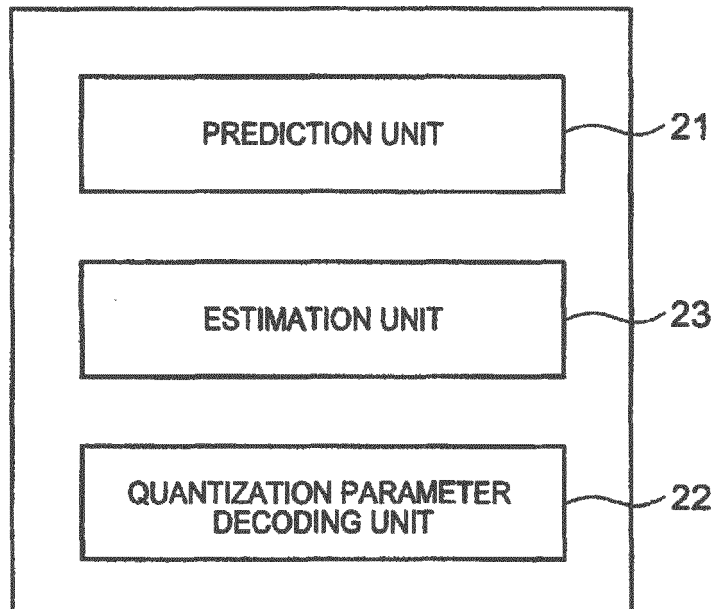 PREDICTION UNIT
21
ESTIMATION UNIT
23
QUANTIZATION PARAMETER
DECODING UNIT
22